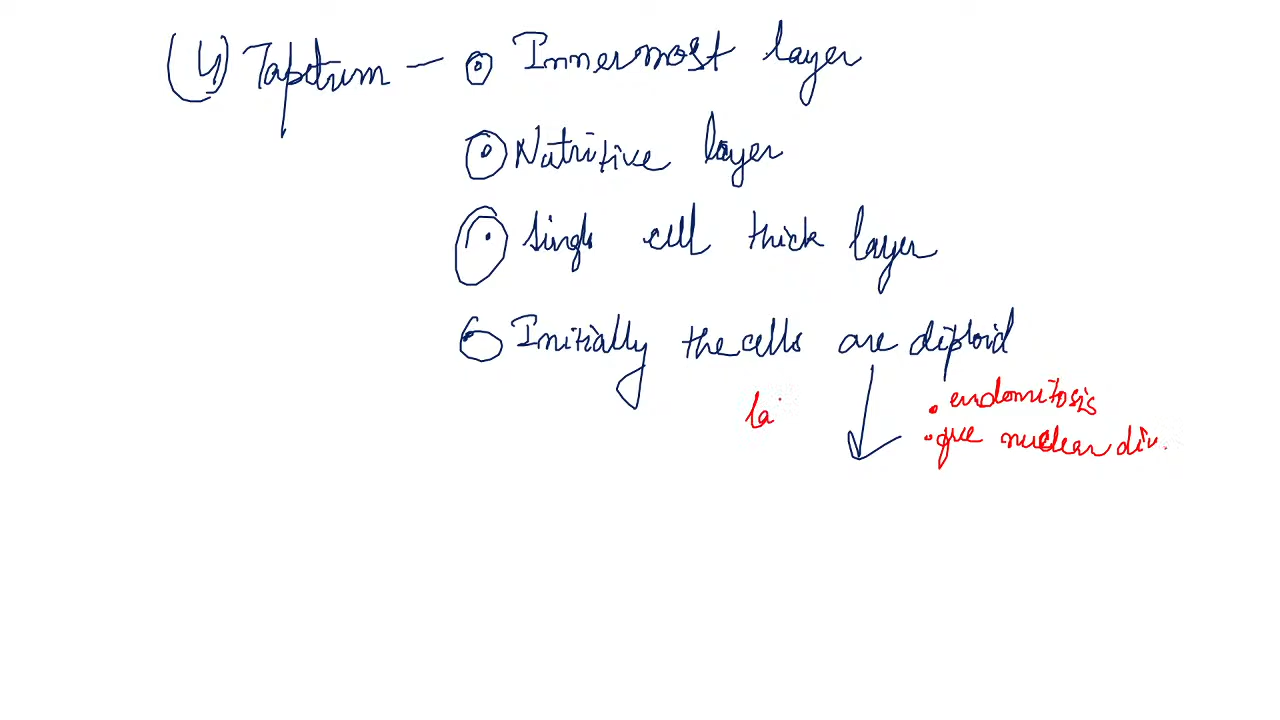 (4) Tapetum — Innermost layer
Nutritive layer
Single cell thick layer
Initially the cells are diploid
la
• endomitosis
• free nuclear div.